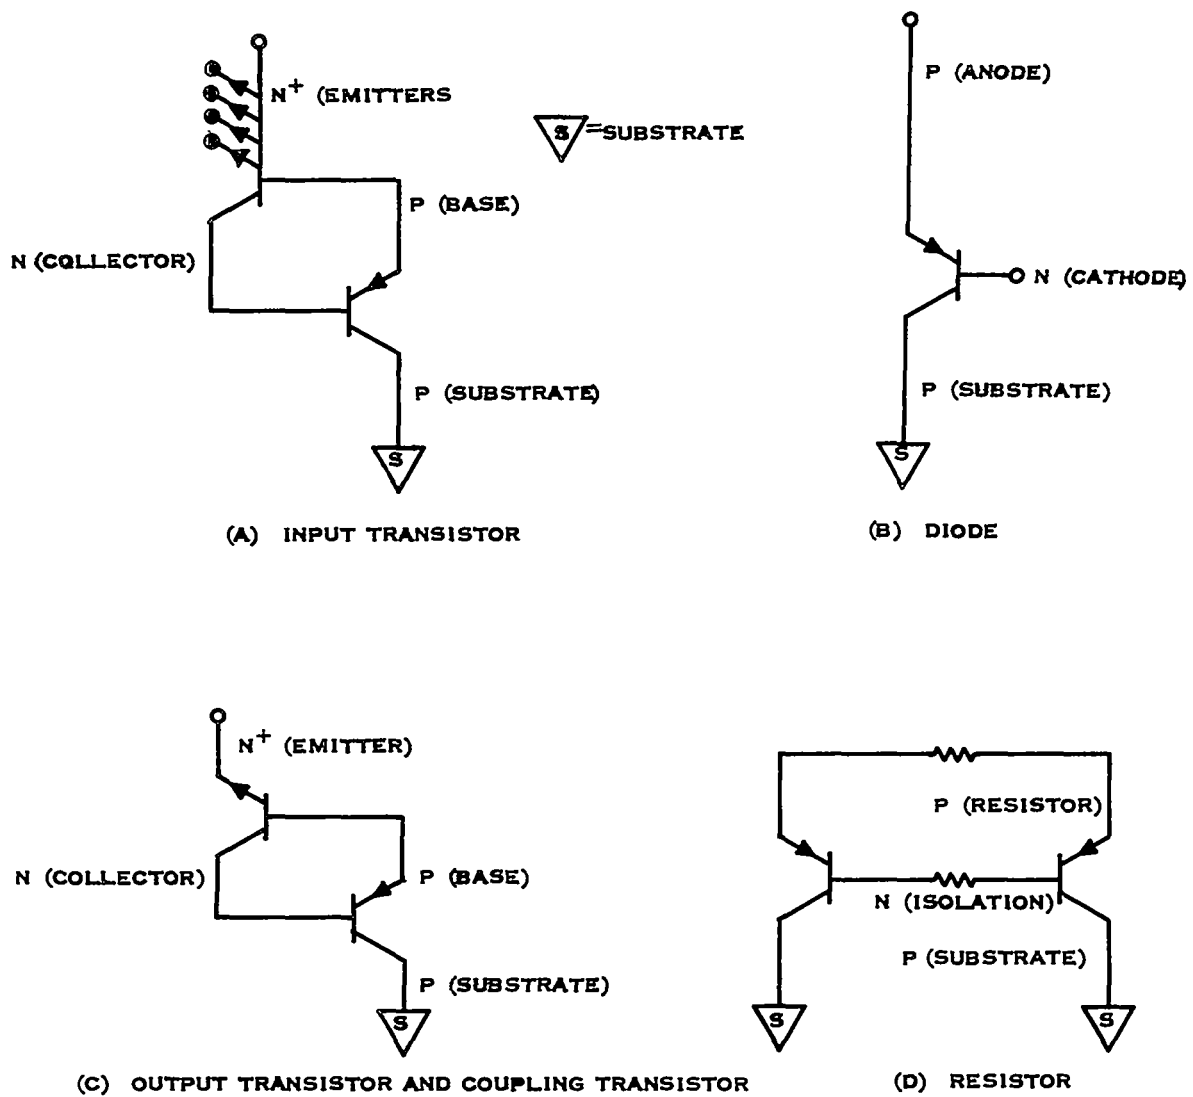 N+ (EMITTERS
S =SUBSTRATE
P (BASE)
N (COLLECTOR)
P (SUBSTRATE)
S
(A) INPUT TRANSISTOR
P (ANODE)
N (CATHODE)
P (SUBSTRATE)
S
(B) DIODE
N+ (EMITTER)
N (COLLECTOR)
P (BASE)
P (SUBSTRATE)
S
(C) OUTPUT TRANSISTOR AND COUPLING TRANSISTOR
P (RESISTOR)
N (ISOLATION)
P (SUBSTRATE)
S
S
(D) RESISTOR